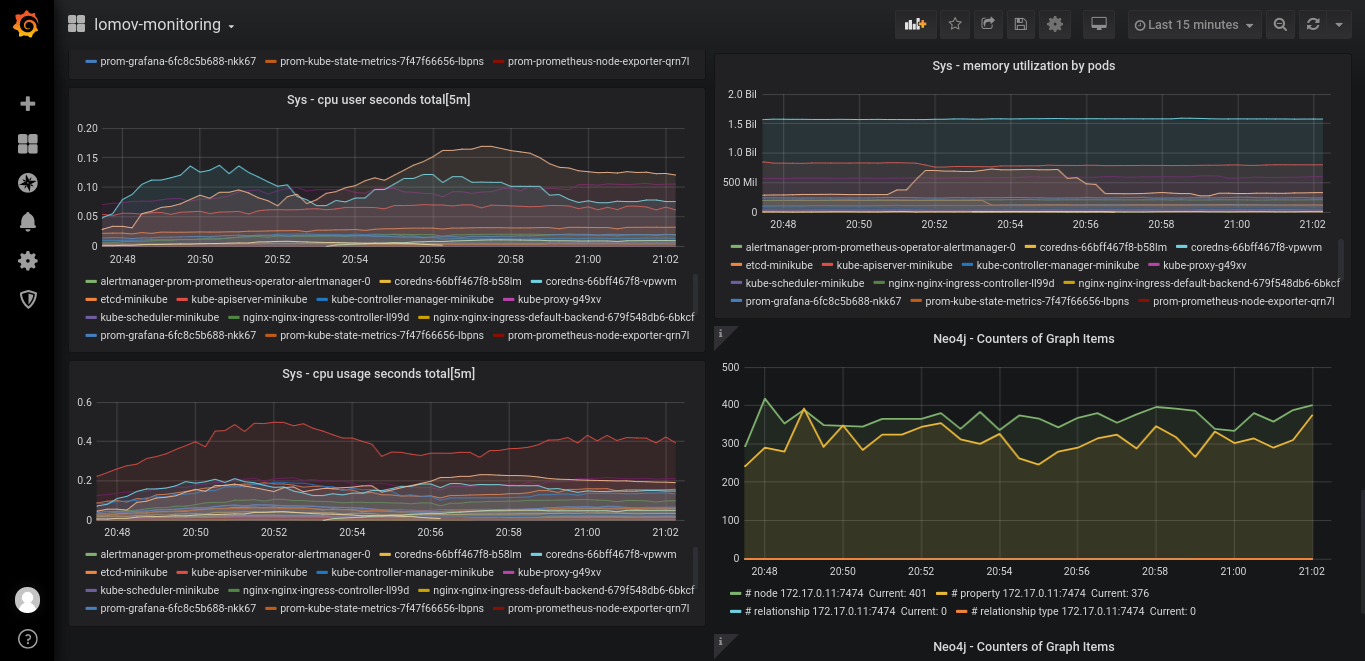 lomov-monitoring
Last 15 minutes
prom-grafana-6fc8c5b688-nkk67 prom-kube-state-metrics-7f47f66656-lbpns prom-prometheus-node-exporter-qrn7l
Sys - cpu user seconds total[5m]
0.20
0.15
0.10
0.05
0
20:48 20:50 20:52 20:54 20:56 20:58 21:00 21:02
alertmanager-prom-prometheus-operator-alertmanager-0 coredns-66bff467f8-b58lm coredns-66bff467f8-vpwvm
etcd-minikube kube-apiserver-minikube kube-controller-manager-minikube kube-proxy-g49xv
kube-scheduler-minikube nginx-nginx-ingress-controller-ll99d nginx-nginx-ingress-default-backend-679f548db6-6bkcf
prom-grafana-6fc8c5b688-nkk67 prom-kube-state-metrics-7f47f66656-lbpns prom-prometheus-node-exporter-qrn7l
Sys - cpu usage seconds total[5m]
0.6
0.4
0.2
0
20:48 20:50 20:52 20:54 20:56 20:58 21:00 21:02
alertmanager-prom-prometheus-operator-alertmanager-0 coredns-66bff467f8-b58lm coredns-66bff467f8-vpwvm
etcd-minikube kube-apiserver-minikube kube-controller-manager-minikube kube-proxy-g49xv
kube-scheduler-minikube nginx-nginx-ingress-controller-ll99d nginx-nginx-ingress-default-backend-679f548db6-6bkcf
prom-grafana-6fc8c5b688-nkk67 prom-kube-state-metrics-7f47f66656-lbpns prom-prometheus-node-exporter-qrn7l
Sys - memory utilization by pods
2.0 Bil
1.5 Bil
1.0 Bil
500 Mil
0
20:48 20:50 20:52 20:54 20:56 20:58 21:00 21:02
alertmanager-prom-prometheus-operator-alertmanager-0 coredns-66bff467f8-b58lm coredns-66bff467f8-vpwvm
etcd-minikube kube-apiserver-minikube kube-controller-manager-minikube kube-proxy-g49xv
kube-scheduler-minikube nginx-nginx-ingress-controller-ll99d nginx-nginx-ingress-default-backend-679f548db6-6bkcf
prom-grafana-6fc8c5b688-nkk67 prom-kube-state-metrics-7f47f66656-lbpns prom-prometheus-node-exporter-qrn7l
i
Neo4j - Counters of Graph Items
500
400
300
200
100
0
20:48 20:50 20:52 20:54 20:56 20:58 21:00 21:02
# node 172.17.0.11:7474 Current: 401 # property 172.17.0.11:7474 Current: 376
# relationship 172.17.0.11:7474 Current: 0 # relationship type 172.17.0.11:7474 Current: 0
i
Neo4j - Counters of Graph Items
?